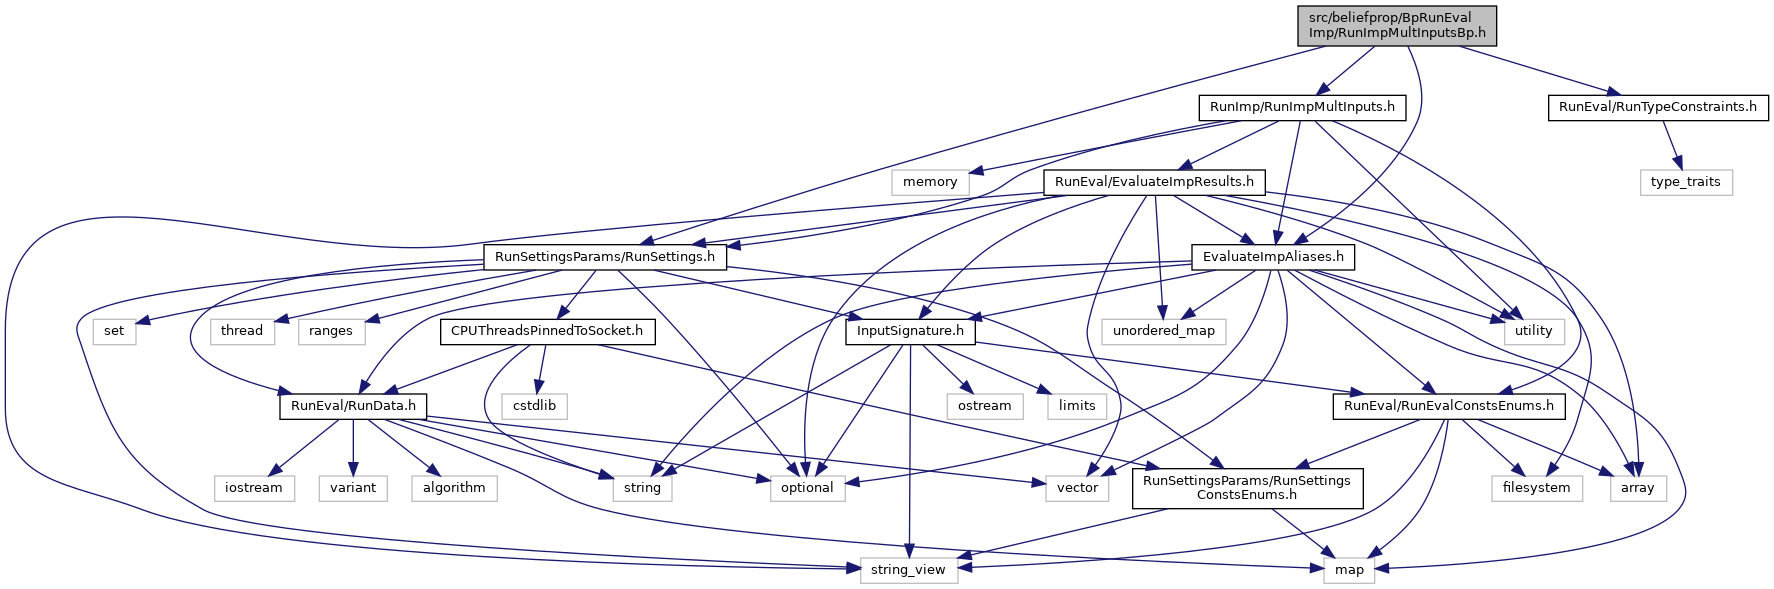 src/beliefprop/BpRunEval
Imp/RunImpMultInputsBp.h
RunImp/RunImpMultInputs.h
RunEval/RunTypeConstraints.h
memory
RunEval/EvaluateImpResults.h
type_traits
RunSettingsParams/RunSettings.h
EvaluateImpAliases.h
set
thread
ranges
CPUThreadsPinnedToSocket.h
InputSignature.h
unordered_map
utility
RunEval/RunData.h
cstdlib
ostream
limits
RunEval/RunEvalConstsEnums.h
iostream
variant
algorithm
string
optional
vector
RunSettingsParams/RunSettings
ConstsEnums.h
filesystem
array
string_view
map